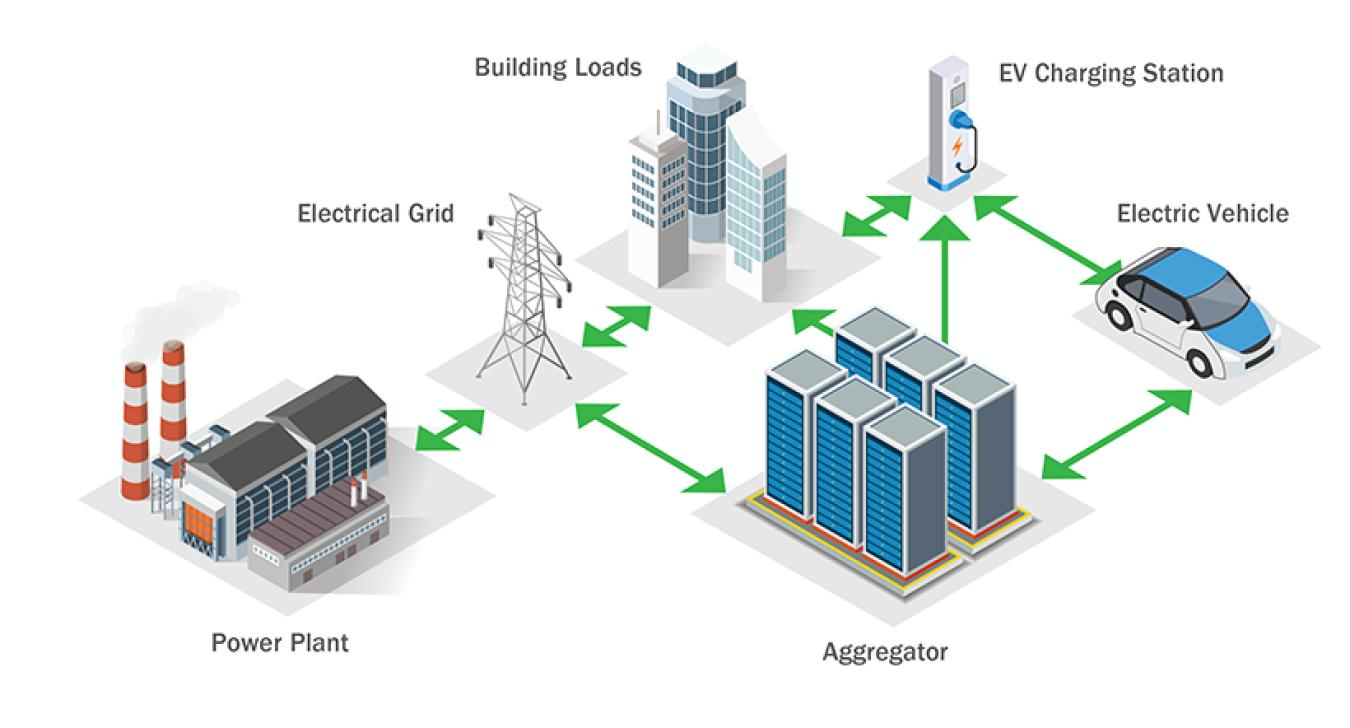 Building Loads
EV Charging Station
Electrical Grid
Electric Vehicle
Power Plant
Aggregator